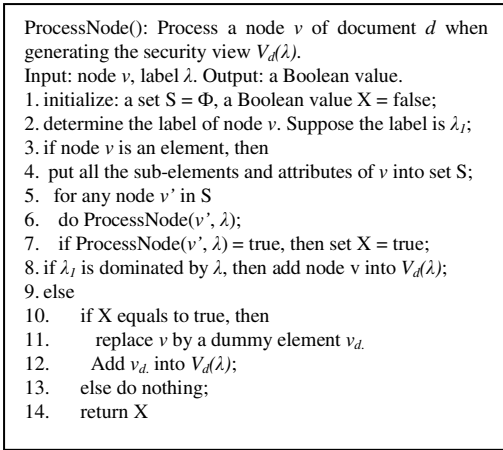 ProcessNode(): Process a node v of document d when
generating the security view Vd(λ).
Input: node v, label λ. Output: a Boolean value.
1. initialize: a set S = Φ, a Boolean value X = false;
2. determine the label of node v. Suppose the label is λ1;
3. if node v is an element, then
4. put all the sub-elements and attributes of v into set S;
5. for any node v' in S
6. do ProcessNode(v', λ);
7. if ProcessNode(v', λ) = true, then set X = true;
8. if λ1 is dominated by λ, then add node v into Vd(λ);
9. else
10. if X equals to true, then
11. replace v by a dummy element vd.
12. Add vd. into Vd(λ);
13. else do nothing;
14. return X